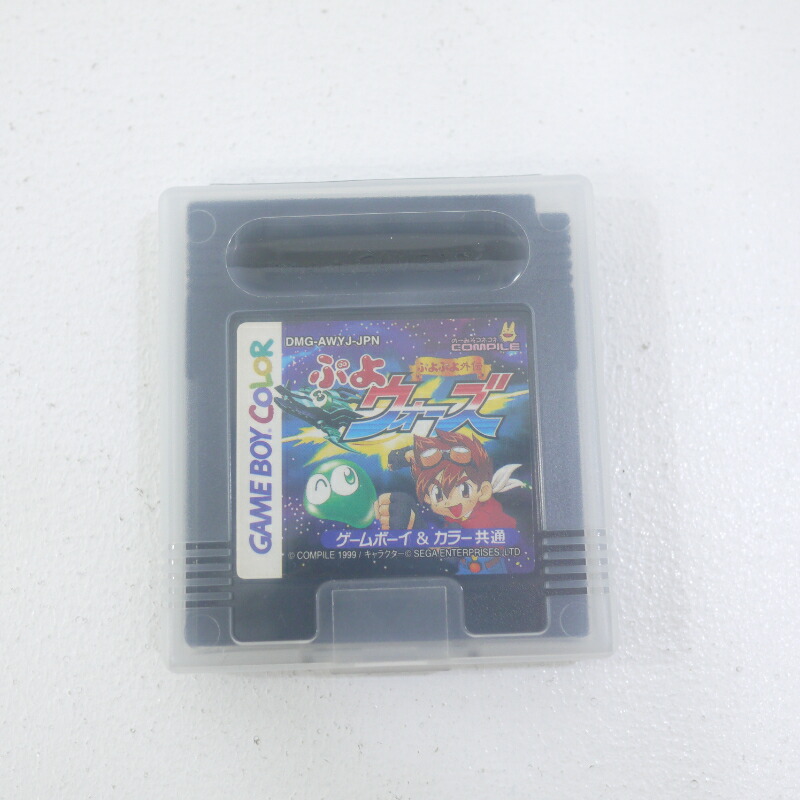 GAME BOY COLOR
DMG-AWYJ-JPN
COMPILE
ぷよぷよ外伝
ぷよ
ウォーズ
ゲームボーイ & カラー共通
© COMPILE 1999 / キャラクター© SEGA ENTERPRISES,LTD